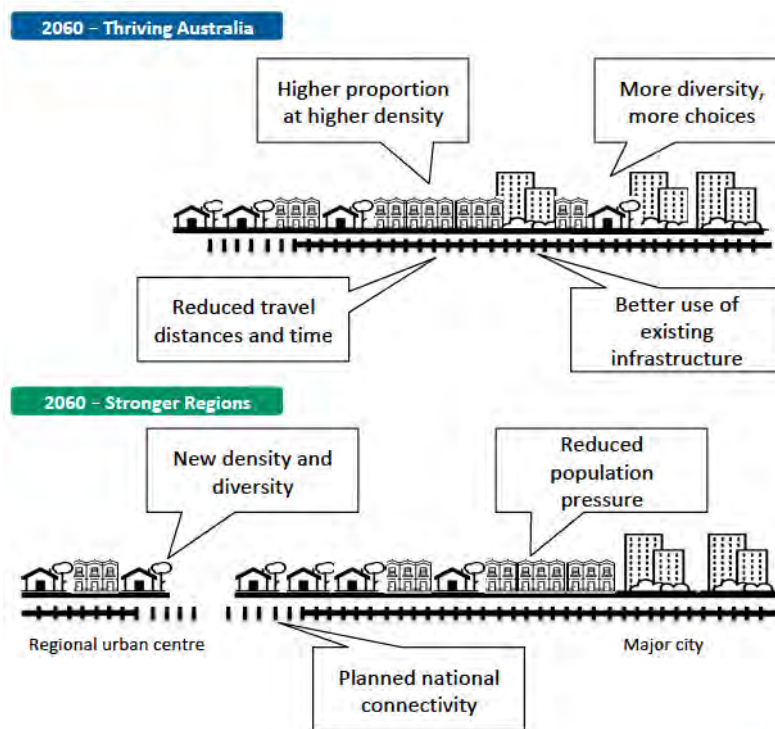 2060 – Thriving Australia
Higher proportion
at higher density
More diversity,
more choices
Reduced travel
distances and time
Better use of
existing
infrastructure
2060 – Stronger Regions
New density and
diversity
Reduced
population
pressure
Regional urban centre
Major city
Planned national
connectivity